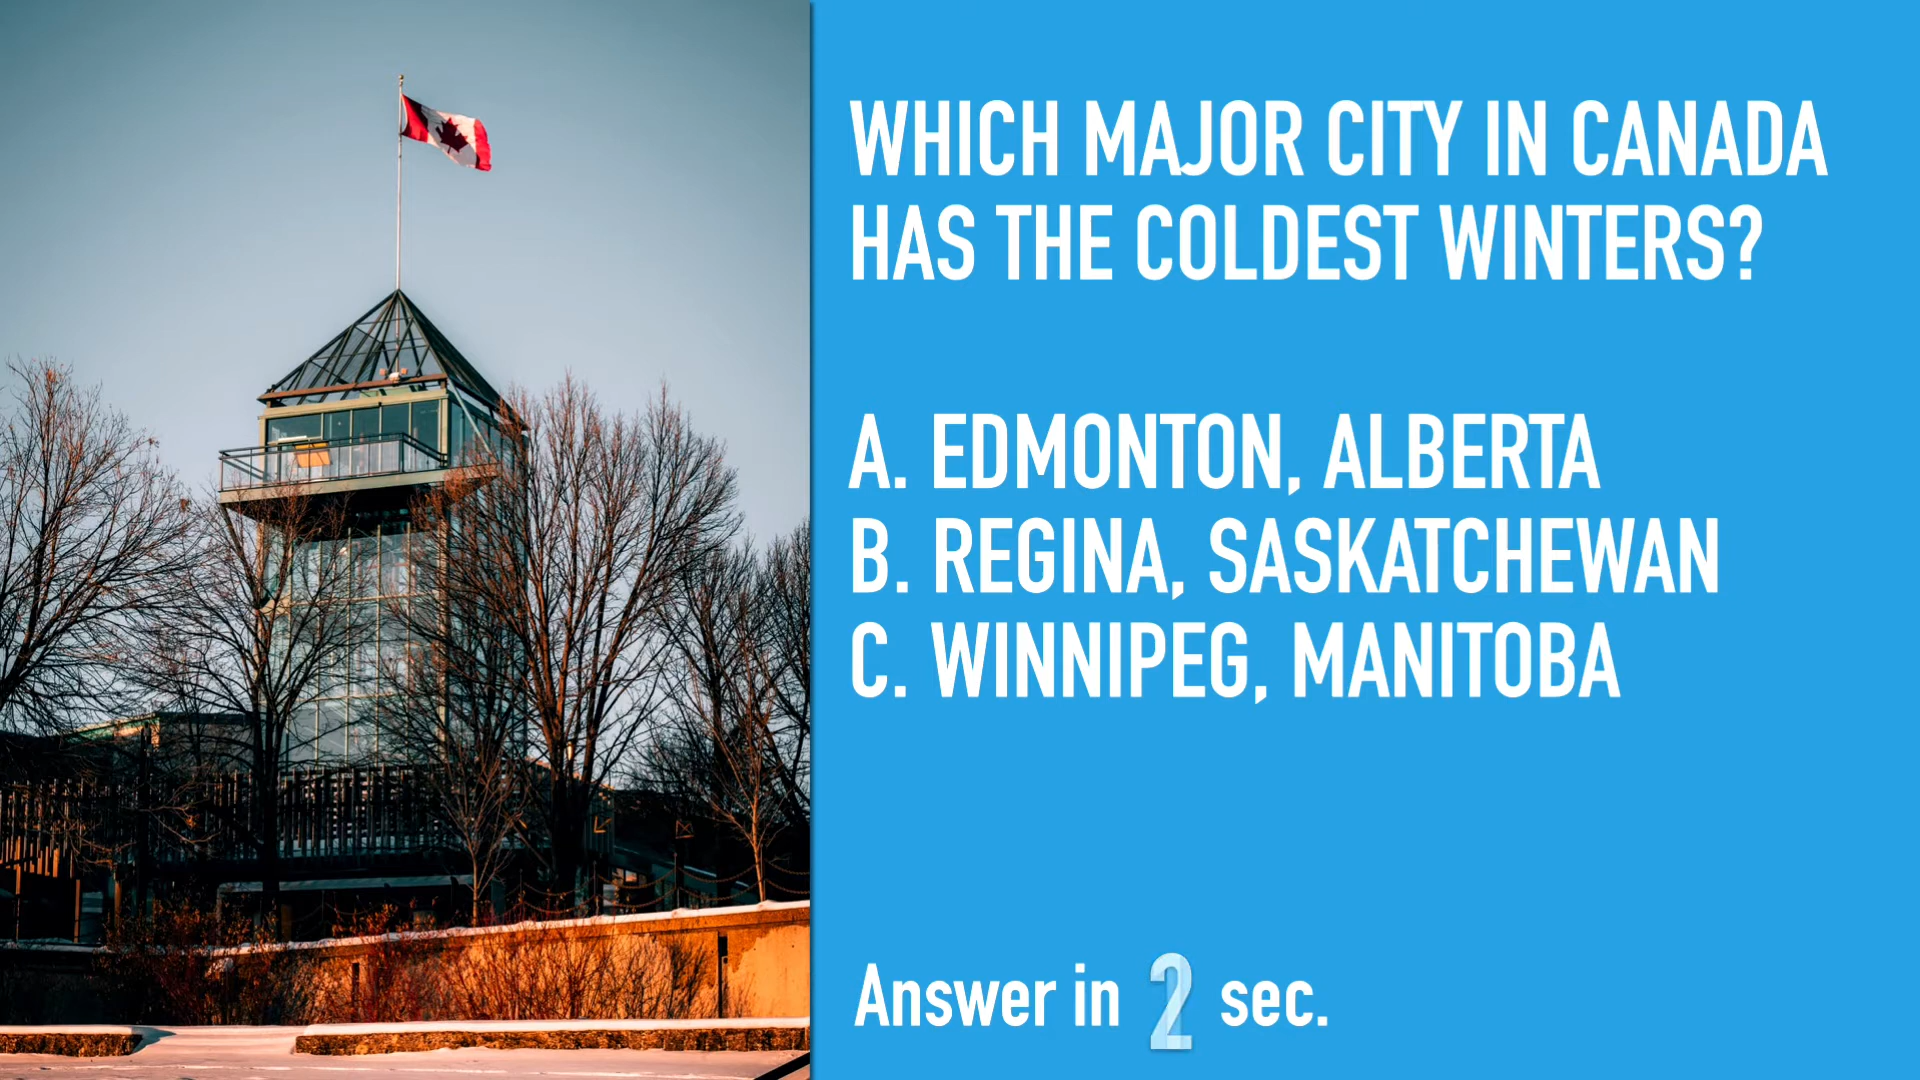 WHICH MAJOR CITY IN CANADA
HAS THE COLDEST WINTERS?
A. EDMONTON, ALBERTA
B. REGINA, SASKATCHEWAN
C. WINNIPEG, MANITOBA
Answer in 2 sec.